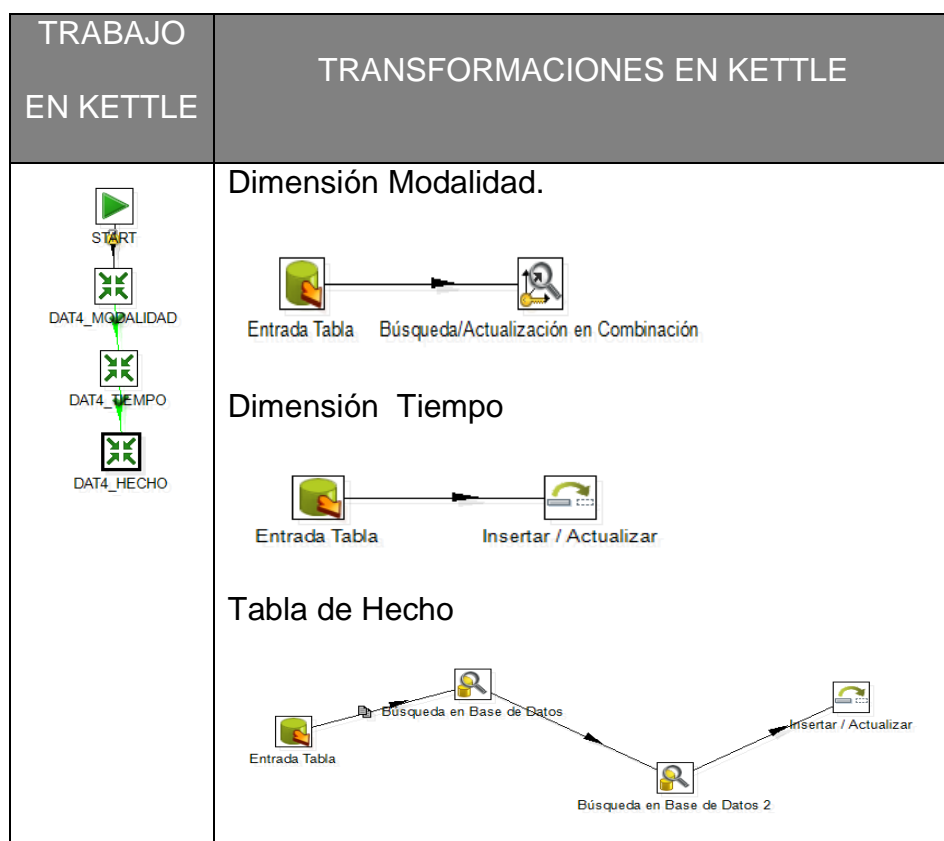 TRABAJO
EN KETTLE
TRANSFORMACIONES EN KETTLE
START
DAT4_MODALIDAD
DAT4_TIEMPO
DAT4_HECHO
Dimensión Modalidad.
Entrada Tabla
Búsqueda/Actualización en Combinación
Dimensión Tiempo
Entrada Tabla
Insertar / Actualizar
Tabla de Hecho
Búsqueda en Base de Datos
Insertar / Actualizar
Entrada Tabla
Búsqueda en Base de Datos 2